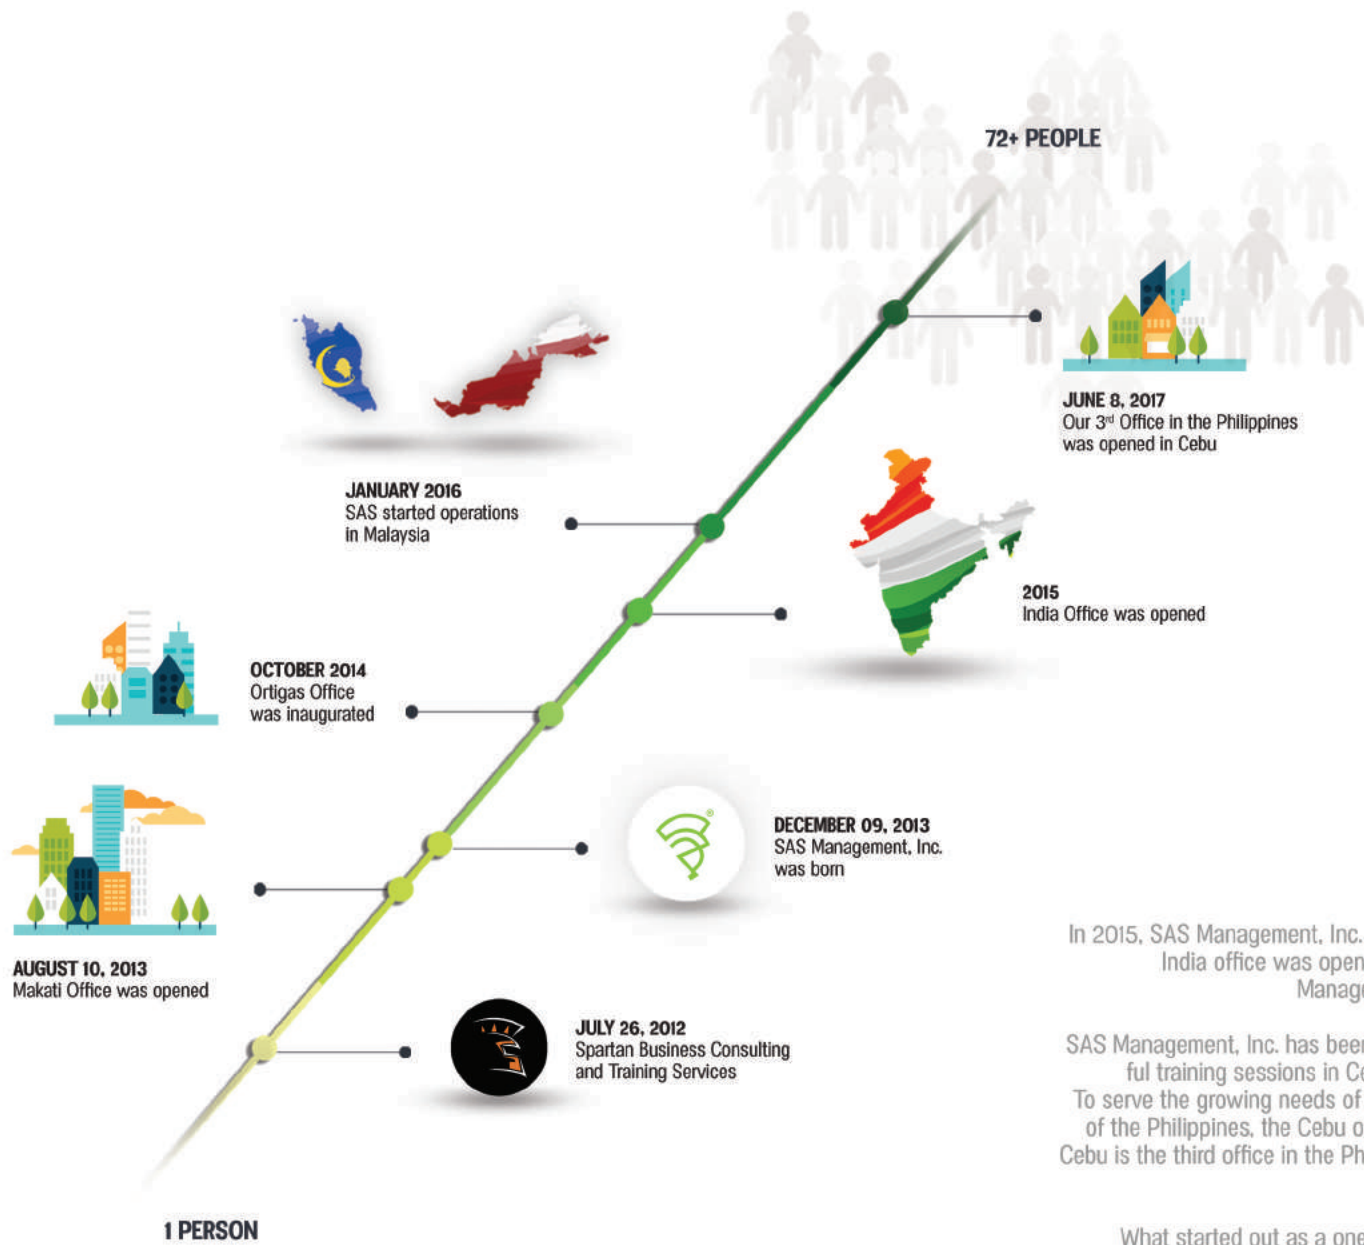 72+ PEOPLE
JUNE 8, 2017
Our 3rd Office in the Philippines
was opened in Cebu
JANUARY 2016
SAS started operations
in Malaysia
2015
India Office was opened
OCTOBER 2014
Ortigas Office
was inaugurated
DECEMBER 09, 2013
SAS Management, Inc.
was born
AUGUST 10, 2013
Makati Office was opened
JULY 26, 2012
Spartan Business Consulting
and Training Services
1 PERSON
In 2015, SAS Management, Inc.
India office was open
Manage
SAS Management, Inc. has been
ful training sessions in Ce
To serve the growing needs of
of the Philippines, the Cebu o
Cebu is the third office in the Ph
What started out as a one